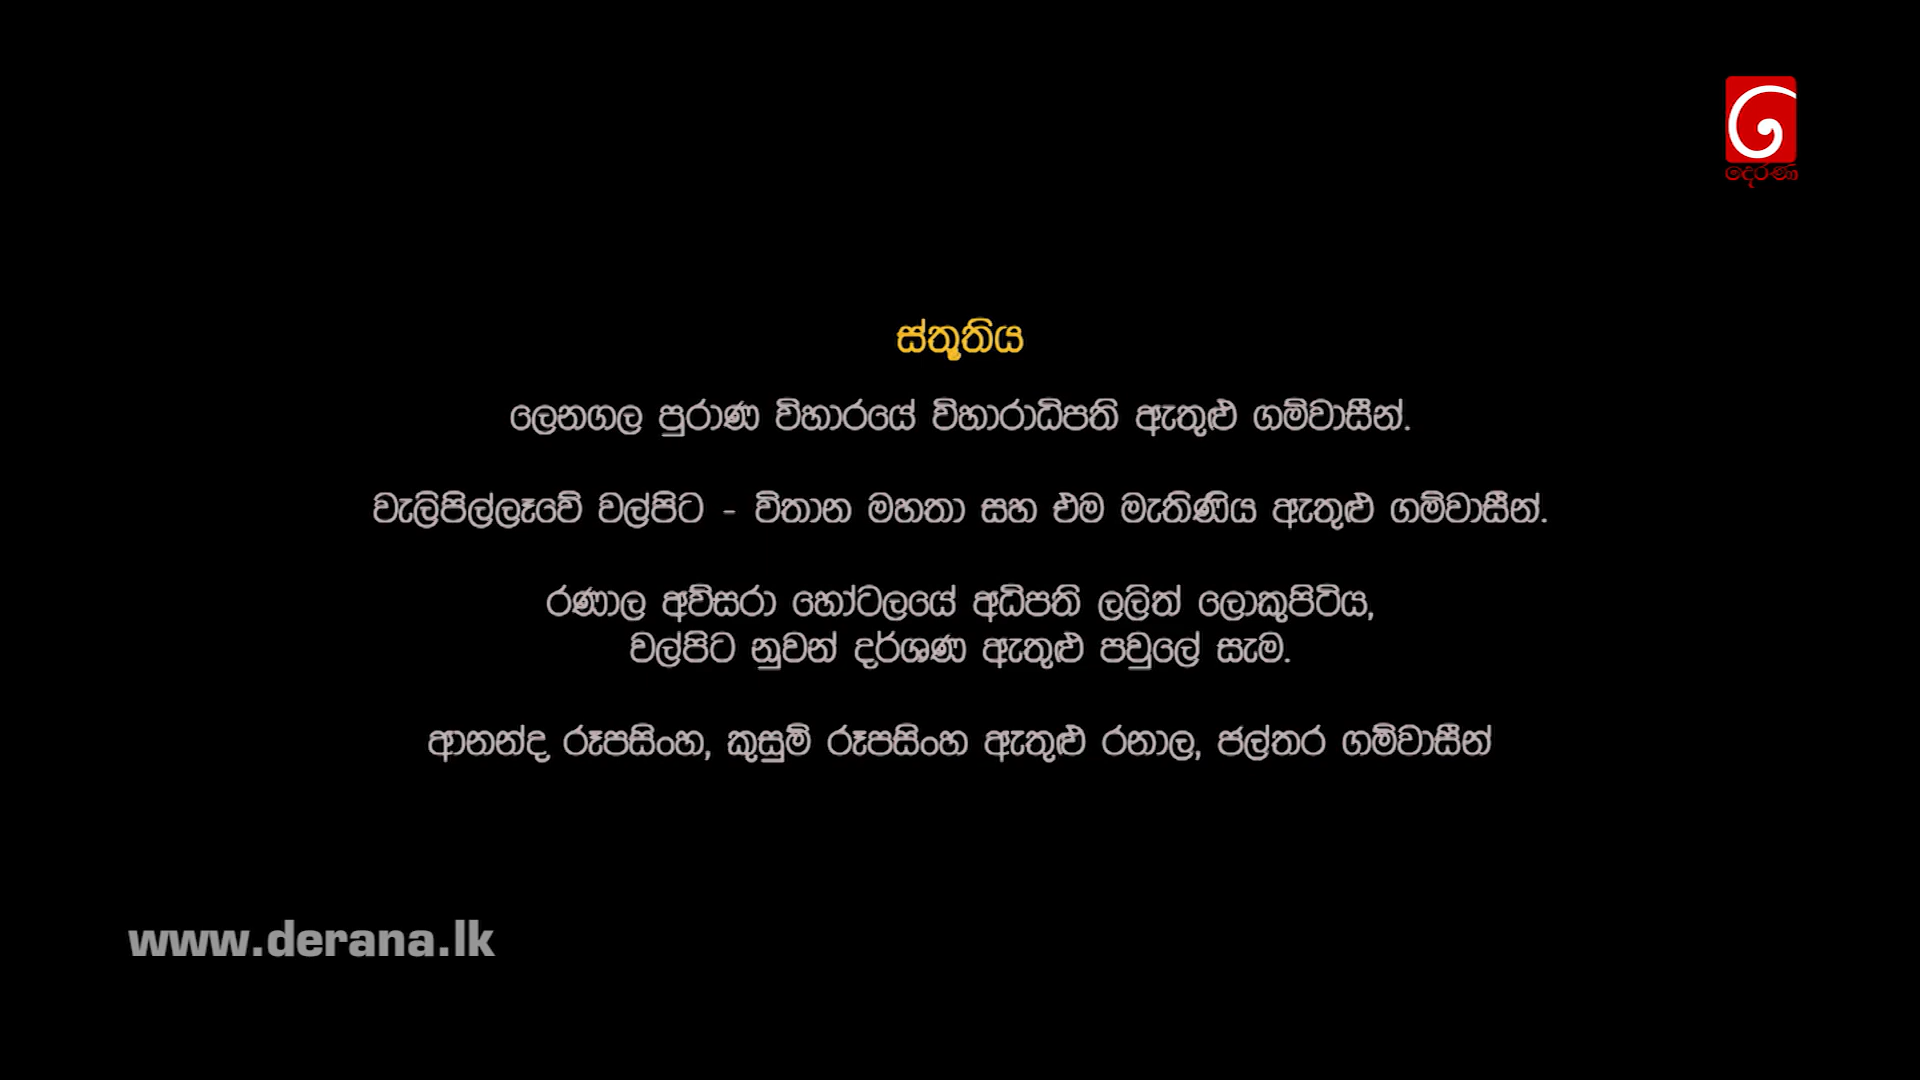 දෙරණ
ස්තූතිය
ලෙනගල පුරාණ විහාරයේ විහාරාධිපති ඇතුළු ගම්වාසීන්.
වැලිපිල්ලෑවේ වල්පිට - විතාන මහතා සහ එම මැතිණිය ඇතුළු ගම්වාසීන්.
රණාල අව්සරා හෝටලයේ අධිපති ලලිත් ලොකුපිටිය,
වල්පිට නුවන් දර්ශණ ඇතුළු පවුලේ සැම.
ආනන්ද රූපසිංහ, කුසුම් රූපසිංහ ඇතුළු රනාල, ජල්තර ගම්වාසීන්
www.derana.lk